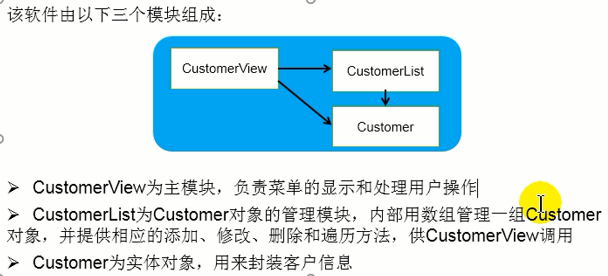 该软件由以下三个模块组成：
CustomerView
CustomerList
Customer
➢ CustomerView为主模块，负责菜单的显示和处理用户操作
➢ CustomerList为Customer对象的管理模块，内部用数组管理一组Customer
对象，并提供相应的添加、修改、删除和遍历方法，供CustomerView调用
➢ Customer为实体对象，用来封装客户信息